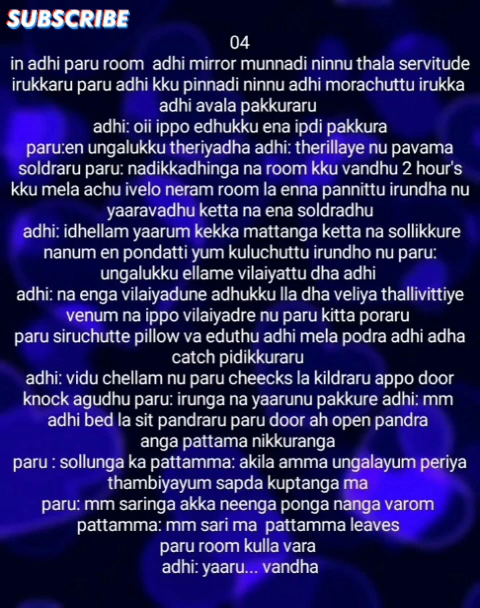 SUBSCRIBE
04
in adhi paru room adhi mirror munnadi ninnu thala servitude
irukkaru paru adhi kku pinnadi ninnu adhi morachuttu irukka
adhi avala pakkuraru
adhi: oii ippo edhukku ena ipdi pakkura
paru:en ungalukku theriyadha adhi: therillaye nu pavama
soldraru paru: nadikkadhinga na room kku vandhu 2 hour's
kku mela achu ivelo neram room la enna pannittu irundha nu
yaaravadhu ketta na ena soldradhu
adhi: idhellam yaarum kekka mattanga ketta na sollikkure
nanum en pondatti yum kuluchuttu irundho nu paru:
ungalukku ellame vilaiyattu dha adhi
adhi: na enga vilaiyadune adhukku lla dha veliya thallivittiye
venum na ippo vilaiyadre nu paru kitta poraru
paru siruchutte pillow va eduthu adhi mela podra adhi adha
catch pidikkuraru
adhi: vidu chellam nu paru cheecks la kildraru appo door
knock agudhu paru: irunga na yaarunu pakkure adhi: mm
adhi bed la sit pandraru paru door ah open pandra
anga pattama nikkuranga
paru : sollunga ka pattamma: akila amma ungalayum periya
thambiyayum sapda kuptanga ma
paru: mm saringa akka neenga ponga nanga varom
pattamma: mm sari ma pattamma leaves
paru room kulla vara
adhi: yaaru... vandha